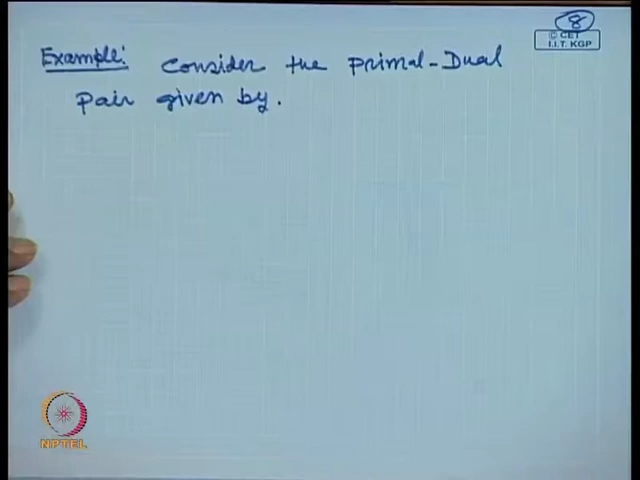 8
© CET
I.I.T. KGP
Example: Consider the primal-Dual
pair given by.
NPTEL